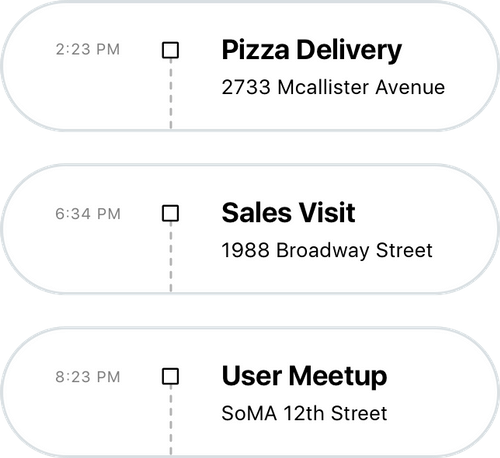 2:23 PM
Pizza Delivery
2733 Mcallister Avenue
6:34 PM
Sales Visit
1988 Broadway Street
8:23 PM
User Meetup
SoMA 12th Street